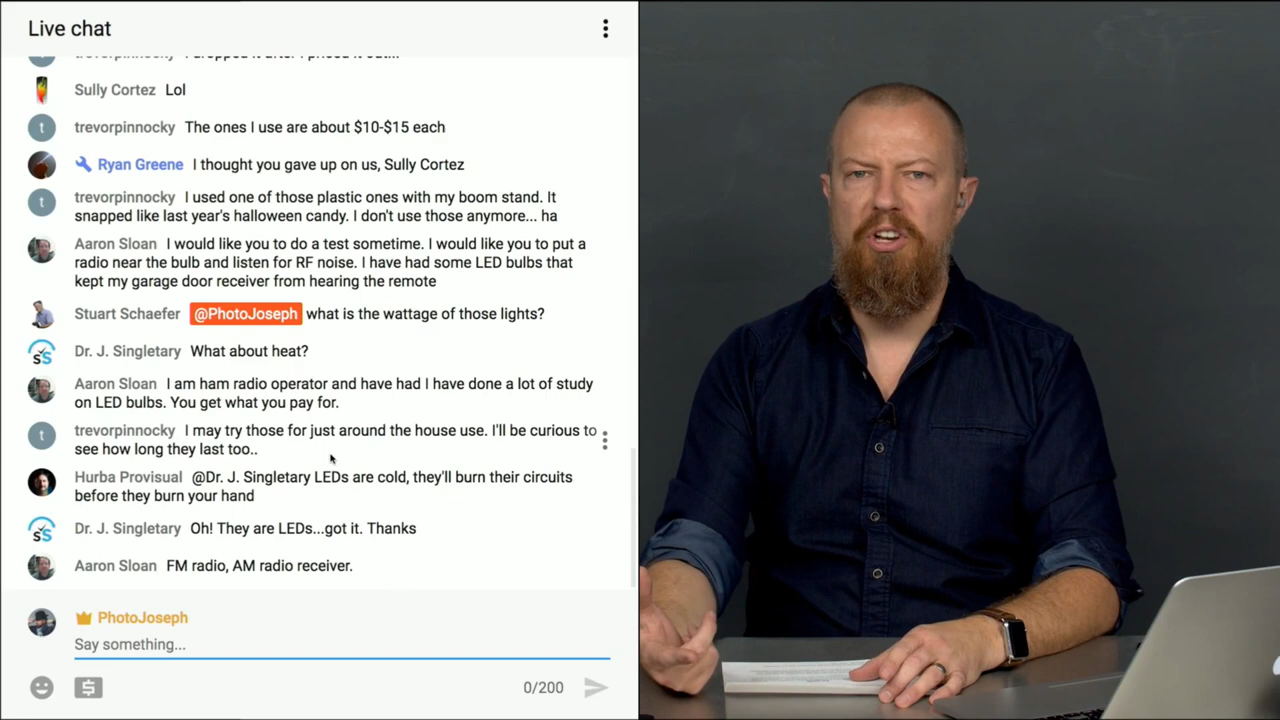 Live chat
trevorpinnocky I dropped it after I priced it out...
Sully Cortez Lol
trevorpinnocky The ones I use are about $10-$15 each
Ryan Greene I thought you gave up on us, Sully Cortez
trevorpinnocky I used one of those plastic ones with my boom stand. It
snapped like last year's halloween candy. I don't use those anymore... ha
Aaron Sloan I would like you to do a test sometime. I would like you to put a
radio near the bulb and listen for RF noise. I have had some LED bulbs that
kept my garage door receiver from hearing the remote
Stuart Schaefer @PhotoJoseph what is the wattage of those lights?
Dr. J. Singletary What about heat?
Aaron Sloan I am ham radio operator and have had I have done a lot of study
on LED bulbs. You get what you pay for.
trevorpinnocky I may try those for just around the house use. I'll be curious to
see how long they last too..
Hurba Provisual @Dr. J. Singletary LEDs are cold, they'll burn their circuits
before they burn your hand
Dr. J. Singletary Oh! They are LEDs...got it. Thanks
Aaron Sloan FM radio, AM radio receiver.
PhotoJoseph
Say something...
0/200